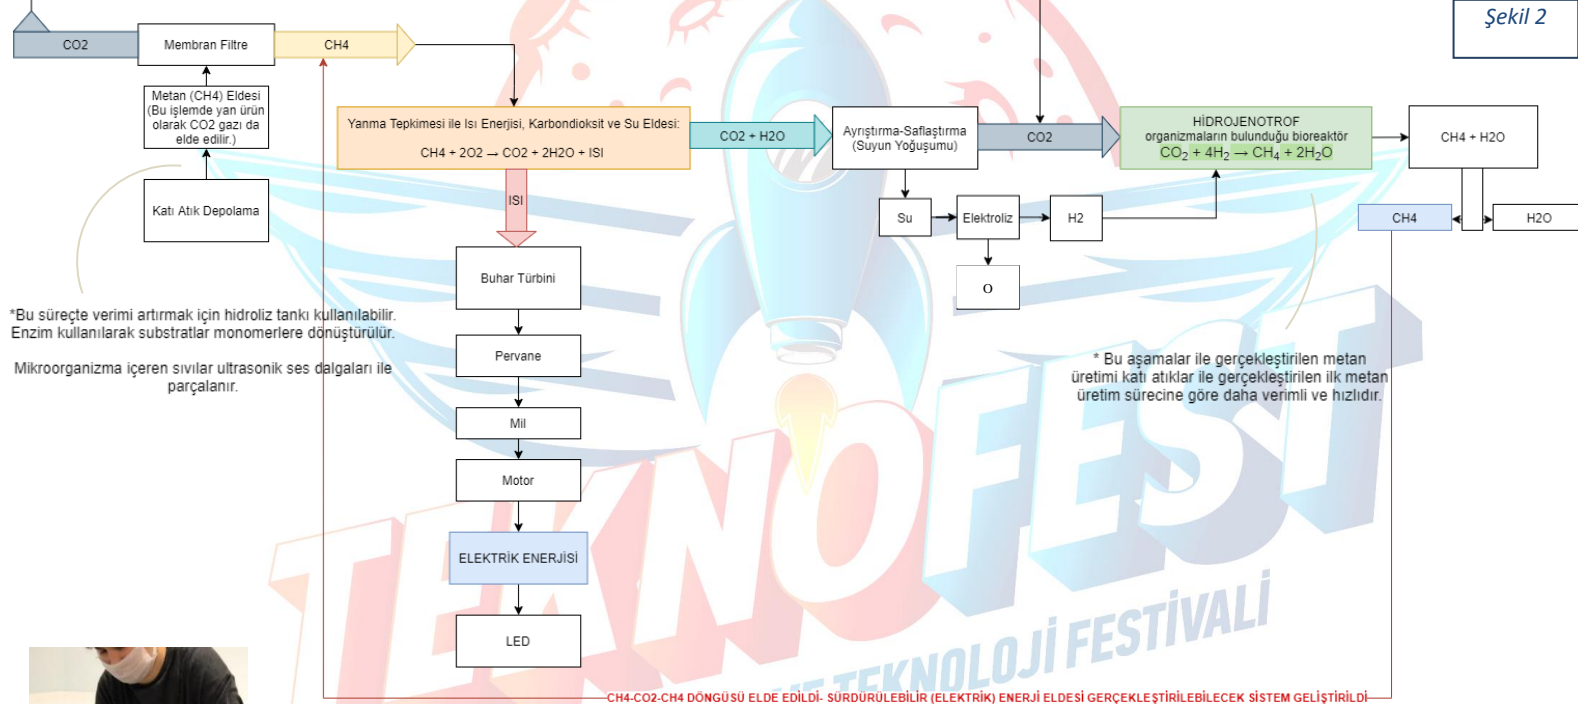 Şekil 2
CO2
Membran Filtre
CH4
Metan (CH4) Eldesi
(Bu işlemde yan ürün
olarak CO2 gazı da
elde edilir.)
Katı Atık Depolama
Yanma Tepkimesi ile Isı Enerjisi, Karbondioksit ve Su Eldesi:
CH4 + 2O2 → CO2 + 2H2O + ISI
CO2 + H2O
Ayrıştırma-Saflaştırma
(Suyun Yoğuşumu)
CO2
HİDROJENOTROF
organizmaların bulunduğu bioreaktör
CO₂ + 4H₂ → CH₄ + 2H₂O
CH4 + H2O
ISI
Su
Elektroliz
H2
O
CH4
H2O
Buhar Türbini
Pervane
Mil
Motor
ELEKTRİK ENERJİSİ
LED
*Bu süreçte verimi artırmak için hidroliz tankı kullanılabilir.
Enzim kullanılarak substratlar monomerlere dönüştürülür.
Mikroorganizma içeren sıvılar ultrasonik ses dalgaları ile
parçalanır.
* Bu aşamalar ile gerçekleştirilen metan
üretimi katı atıklar ile gerçekleştirilen ilk metan
üretim sürecine göre daha verimli ve hızlıdır.
TEKNOFEST
VE TEKNOLOJİ FESTİVALİ
CH4-CO2-CH4 DÖNGÜSÜ ELDE EDİLDİ- SÜRDÜRÜLEBİLİR (ELEKTRİK) ENERJİ ELDESİ GERÇEKLEŞTİRİLEBİLECEK SİSTEM GELİŞTİRİLDİ